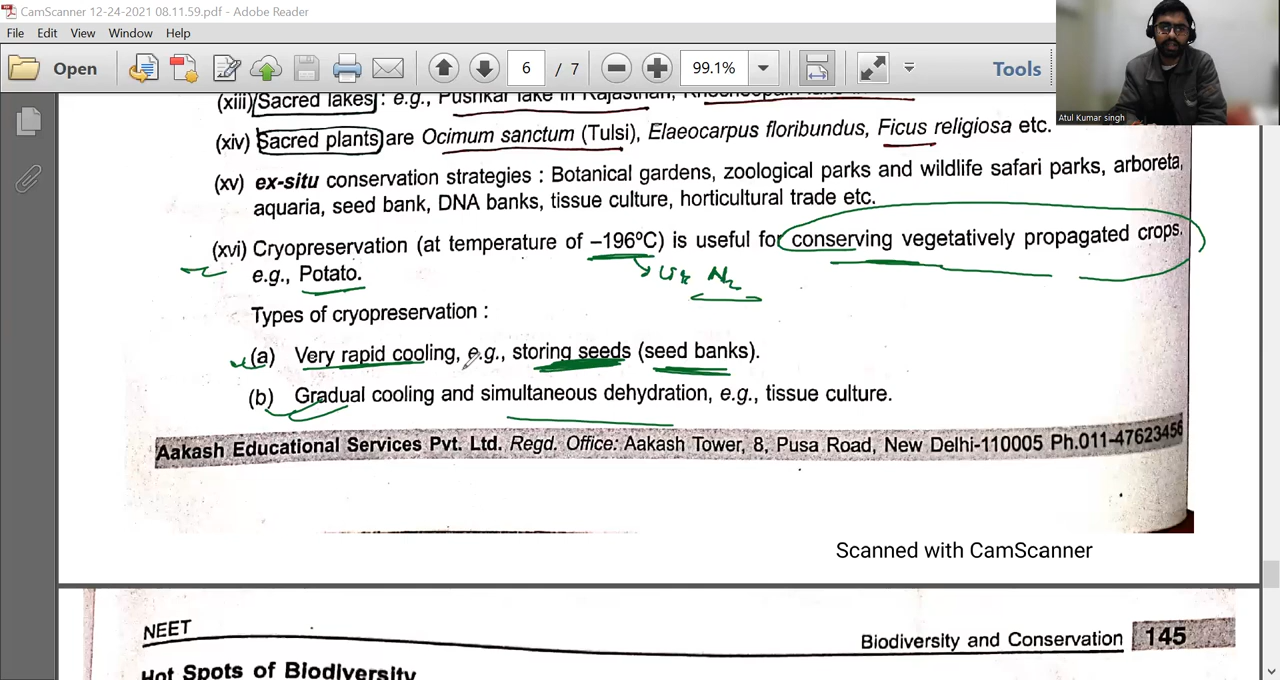 CamScanner 12-24-2021 08.11.59.pdf - Adobe Reader
File Edit View Window Help
Open 6 / 7 99.1% Tools
Atul Kumar singh
(xiii) Sacred lakes : e.g., Pushkar lake in Rajasthan,
(xiv) Sacred plants are Ocimum sanctum (Tulsi), Elaeocarpus floribundus, Ficus religiosa etc.
(xv) ex-situ conservation strategies : Botanical gardens, zoological parks and wildlife safari parks, arboreta,
aquaria, seed bank, DNA banks, tissue culture, horticultural trade etc.
(xvi) Cryopreservation (at temperature of –196ºC) is useful for conserving vegetatively propagated crops.
e.g., Potato.
N₂
Types of cryopreservation :
(a) Very rapid cooling, e.g., storing seeds (seed banks).
(b) Gradual cooling and simultaneous dehydration, e.g., tissue culture.
Aakash Educational Services Pvt. Ltd. Regd. Office: Aakash Tower, 8, Pusa Road, New Delhi-110005 Ph.011-47623456
Scanned with CamScanner
NEET
Biodiversity and Conservation 145
Hot Spots of Biodiversity